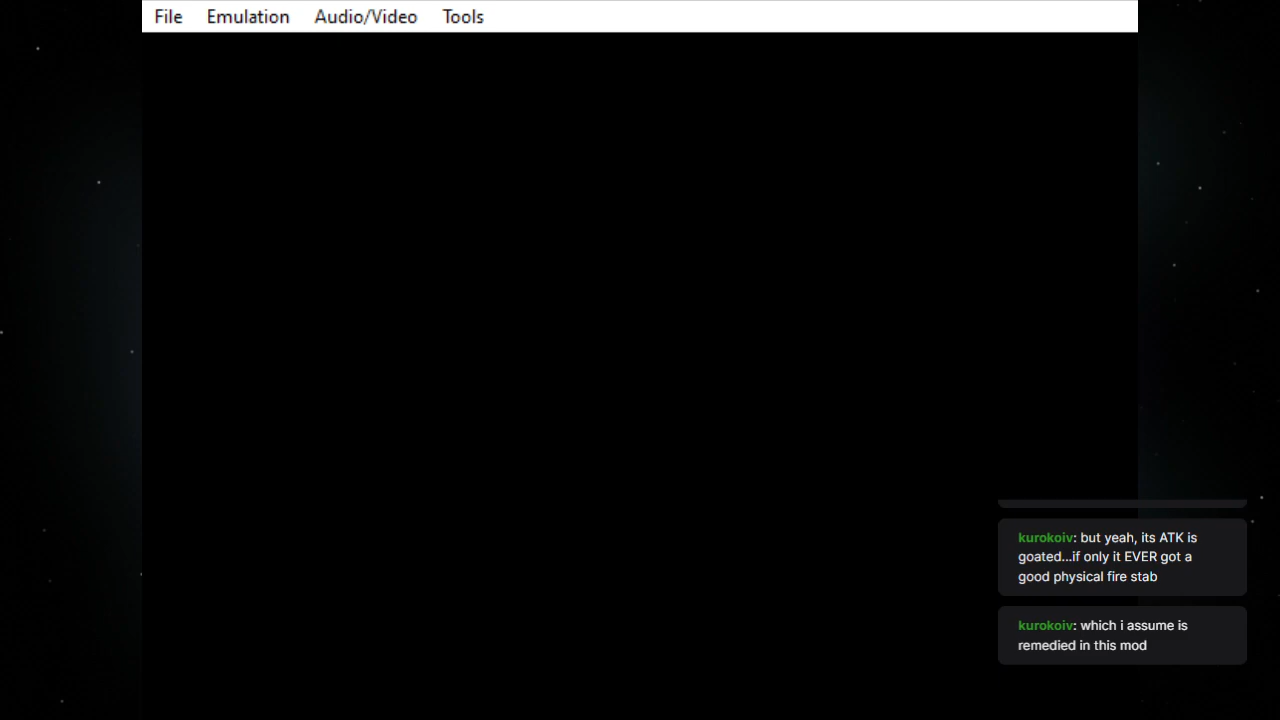 File Emulation Audio/Video Tools
kurokoiv: but yeah, its ATK is
goated...if only it EVER got a
good physical fire stab
kurokoiv: which i assume is
remedied in this mod